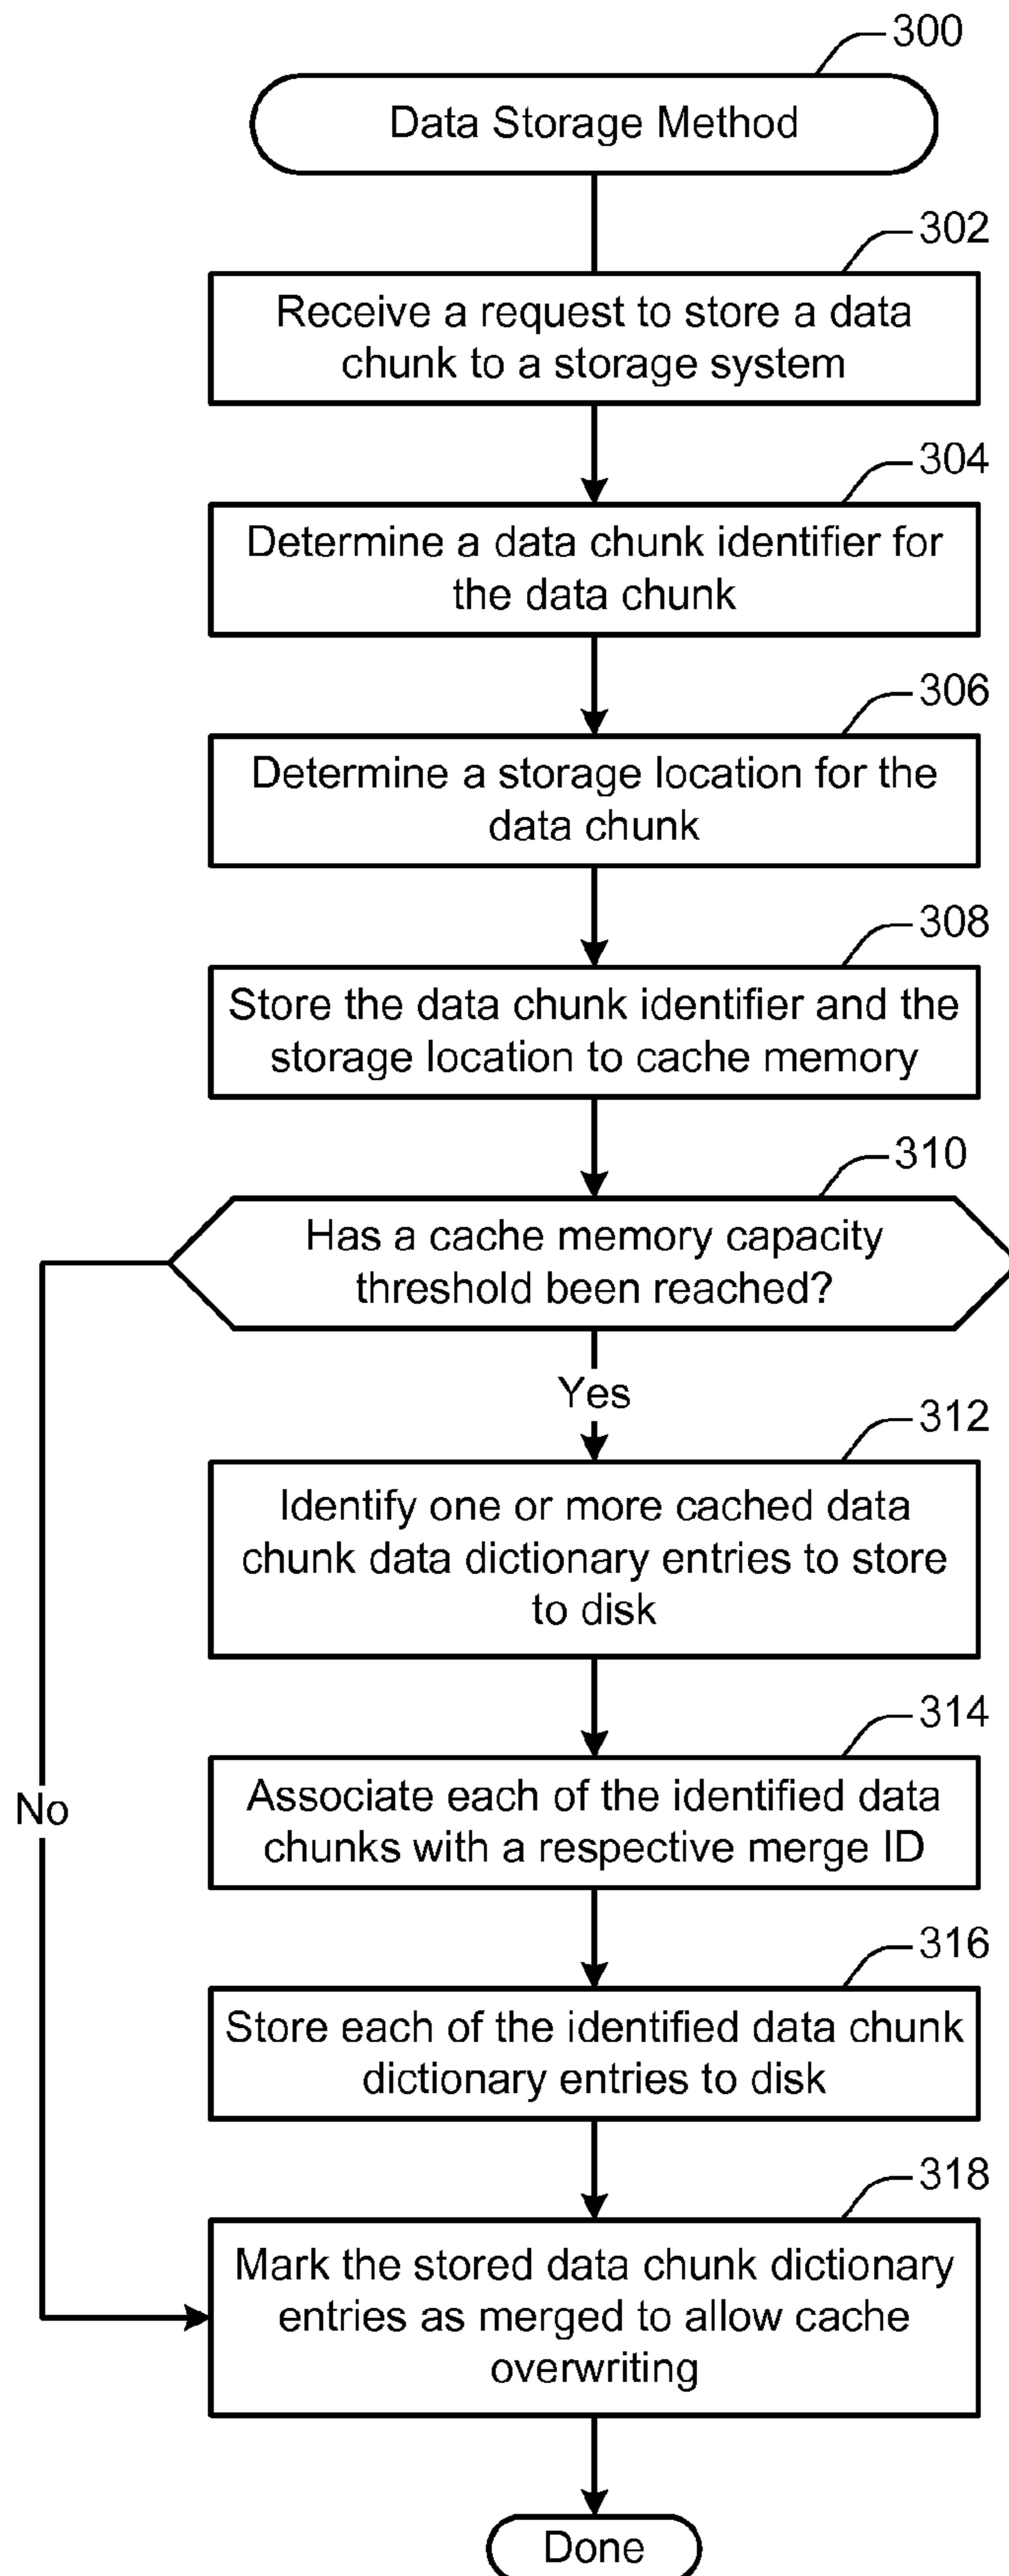 300
Data Storage Method
302
Receive a request to store a data
chunk to a storage system
304
Determine a data chunk identifier for
the data chunk
306
Determine a storage location for the
data chunk
308
Store the data chunk identifier and the
storage location to cache memory
310
Has a cache memory capacity
threshold been reached?
Yes
312
Identify one or more cached data
chunk data dictionary entries to store
to disk
314
Associate each of the identified data
chunks with a respective merge ID
No
316
Store each of the identified data chunk
dictionary entries to disk
318
Mark the stored data chunk dictionary
entries as merged to allow cache
overwriting
Done